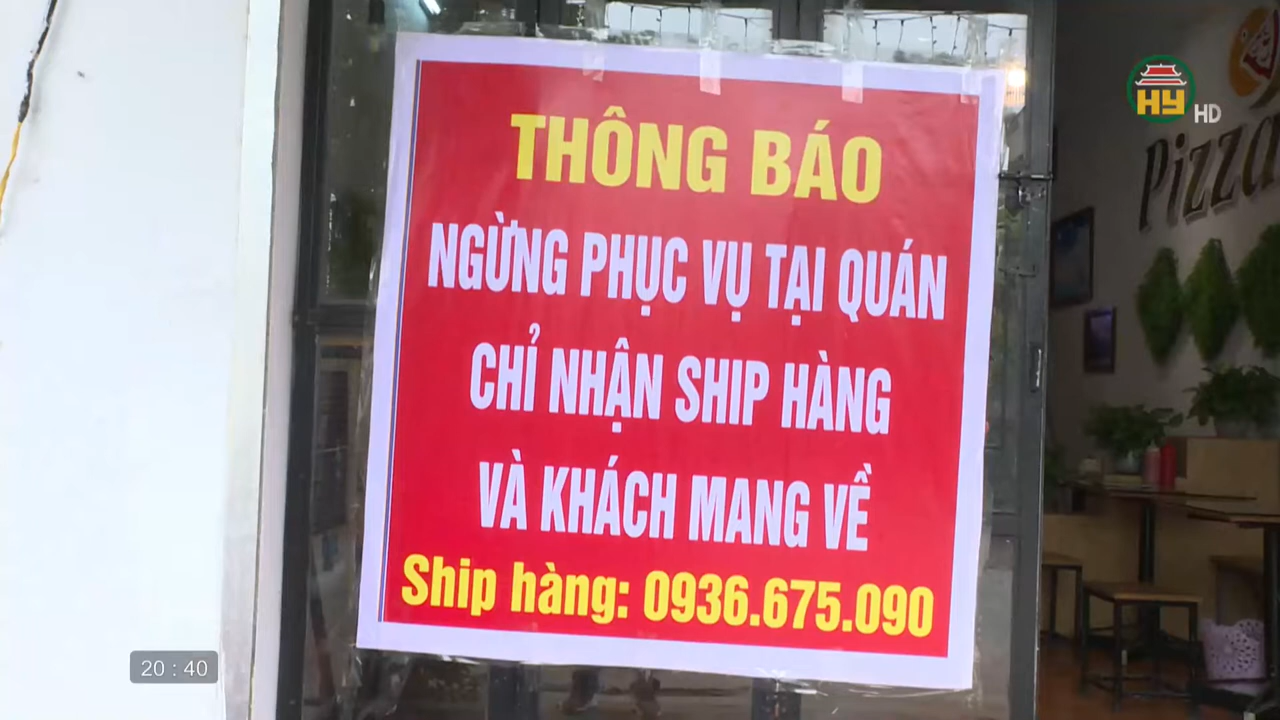 HY HD
Pizza
THÔNG BÁO
NGỪNG PHỤC VỤ TẠI QUÁN
CHỈ NHẬN SHIP HÀNG
VÀ KHÁCH MANG VỀ
Ship hàng: 0936.675.090
20 : 40